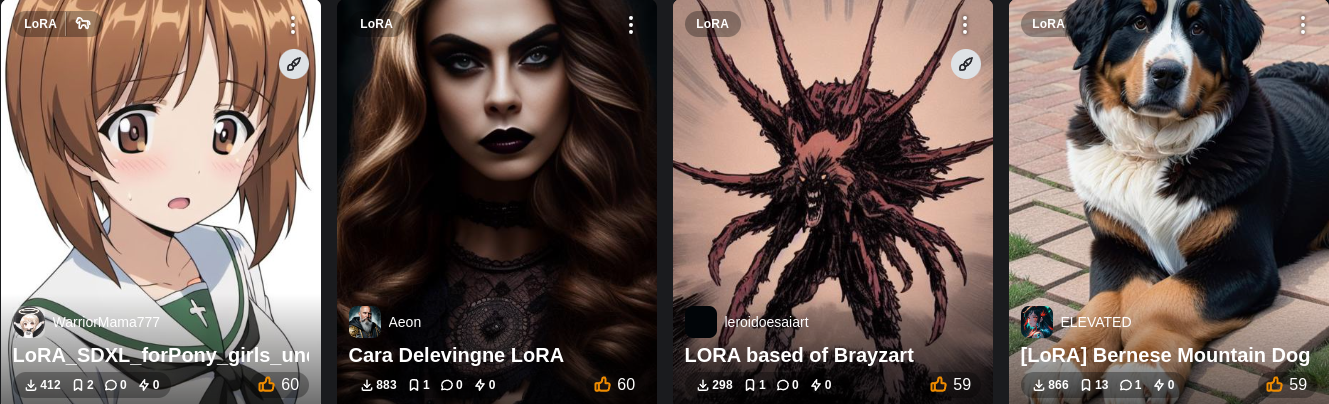 LoRA
WarriorMama777
LoRA_SDXL_forPony_girls_un
412 2 0 0 60
LoRA
Aeon
Cara Delevingne LoRA
883 1 0 0 60
LoRA
leroidoesaiart
LORA based of Brayzart
298 1 0 0 59
LoRA
ELEVATED
[LoRA] Bernese Mountain Dog
866 13 1 0 59